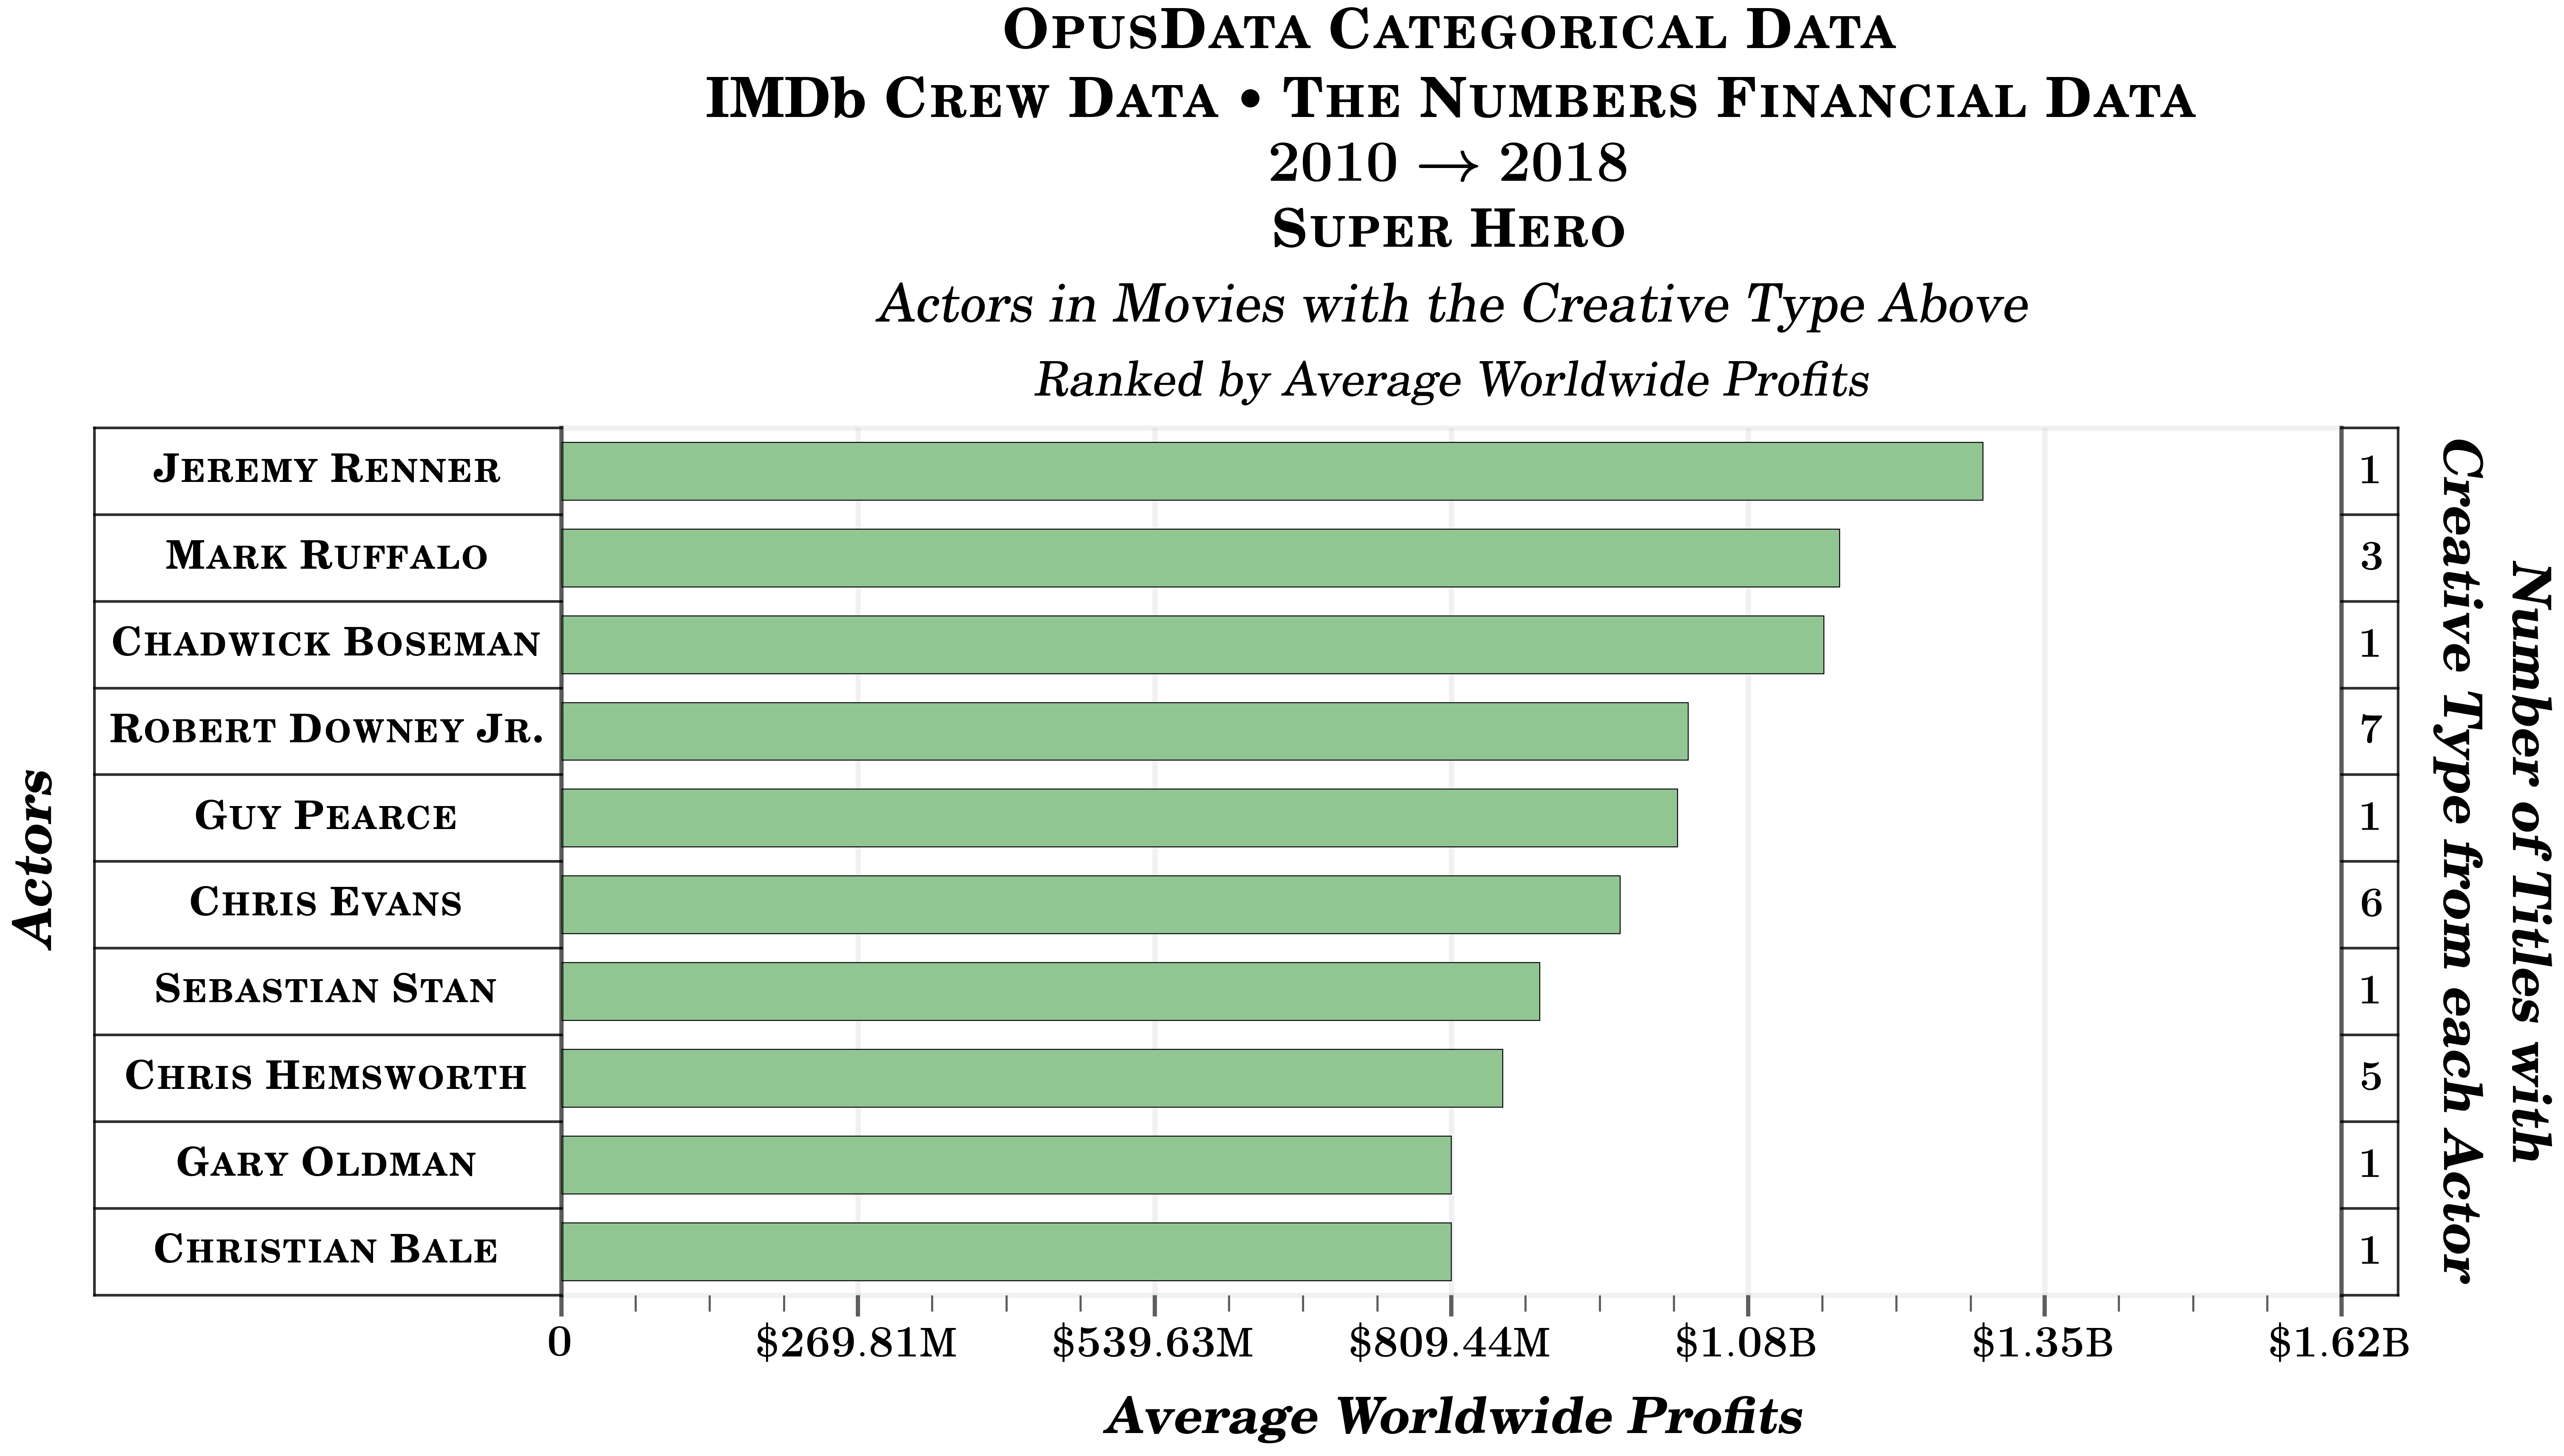 OpusData Categorical Data
IMDb Crew Data • The Numbers Financial Data
2010 → 2018
Super Hero
Actors in Movies with the Creative Type Above
Ranked by Average Worldwide Profits
Actors
Jeremy Renner 1
Mark Ruffalo 3
Chadwick Boseman 1
Robert Downey Jr. 7
Guy Pearce 1
Chris Evans 6
Sebastian Stan 1
Chris Hemsworth 5
Gary Oldman 1
Christian Bale 1
Number of Titles with
Creative Type from each Actor
0 $269.81M $539.63M $809.44M $1.08B $1.35B $1.62B
Average Worldwide Profits